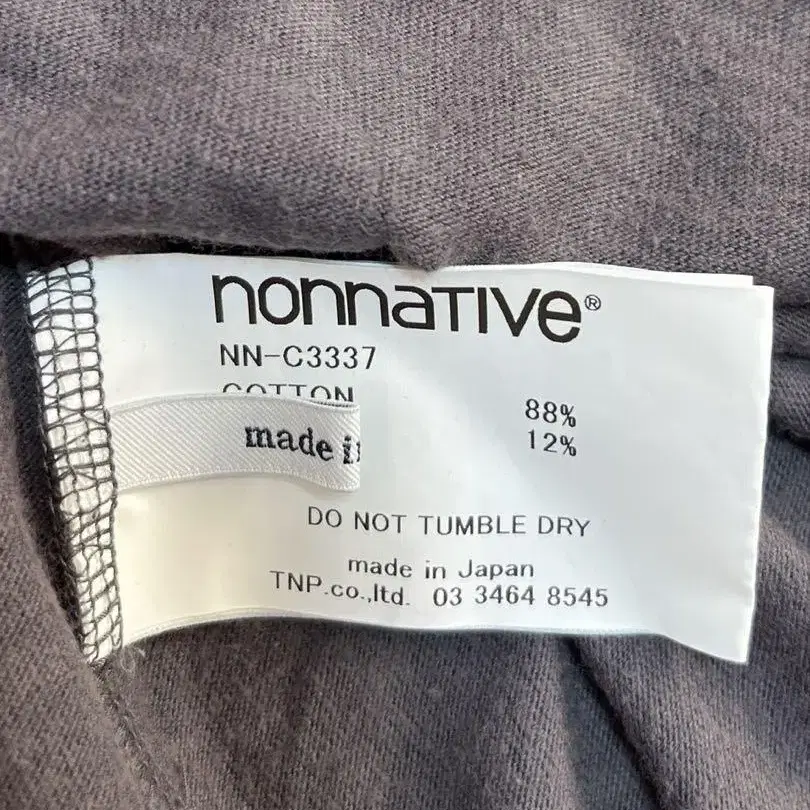 nonnaTIVe®
NN-C3337
COTTON 88%
12%
made i
DO NOT TUMBLE DRY
made in Japan
TNP.co.,ltd. 03 3464 8545